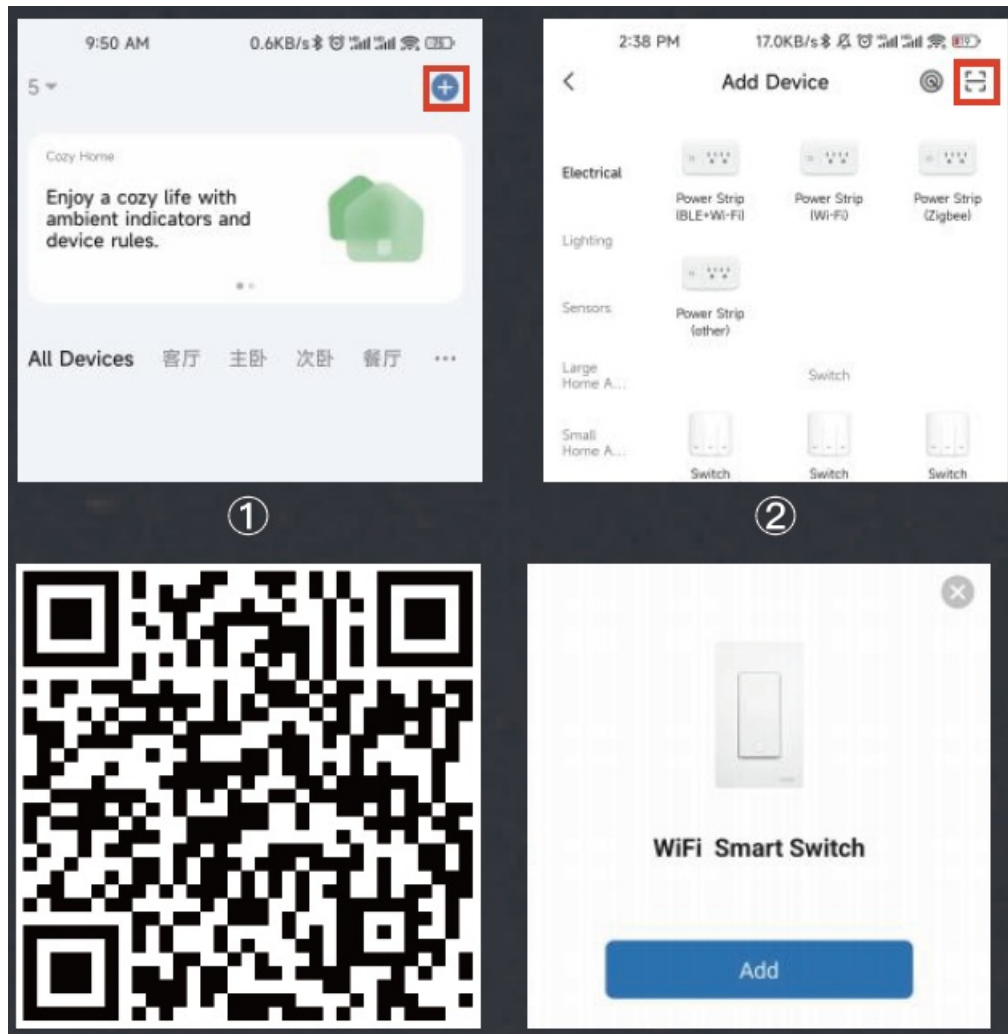 9:50 AM
0.6KB/s
75
5
Cozy Home
Enjoy a cozy life with
ambient indicators and
device rules.
All Devices 客厅 主卧 次卧 餐厅 ...
①
2:38 PM
17.0KB/s
19
Add Device
Electrical
Lighting
Sensors
Large
Home A...
Small
Home A...
Power Strip
(BLE+Wi-Fi)
Power Strip
(Wi-Fi)
Power Strip
(Zigbee)
Power Strip
(other)
Switch
Switch
Switch
Switch
②
WiFi Smart Switch
Add